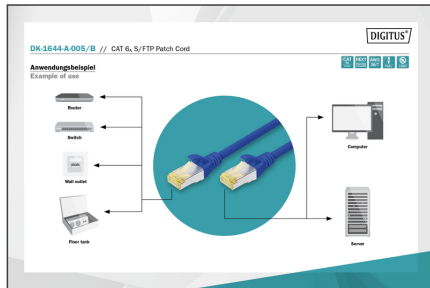 DIGITUS®
DK-1644-A-005/B // CAT 6A S/FTP Patch Cord
Anwendungsbeispiel
Example of use
Router
Switch
Wall outlet
Floor tank
Computer
Server